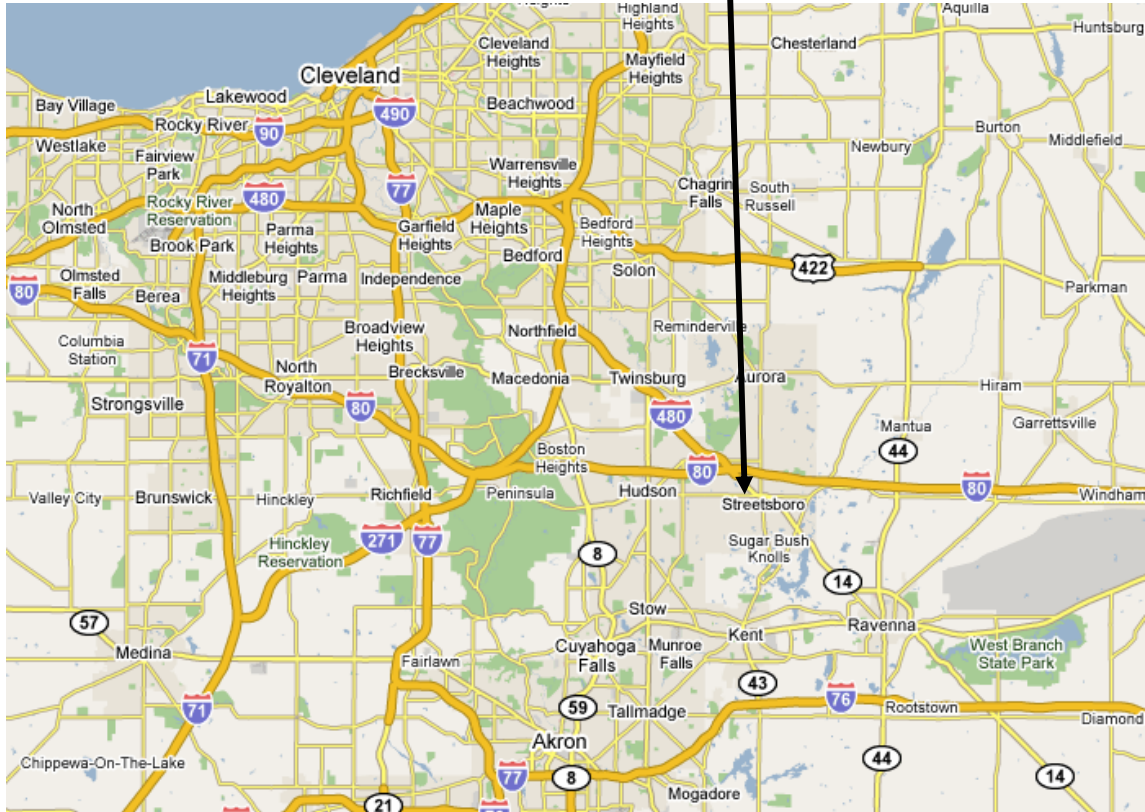 Highland
Heights
Aquilla
Huntsburg
Chesterland
Cleveland
Heights
Mayfield
Heights
Cleveland
Beachwood
Bay Village
Lakewood
490
Rocky River
90
Westlake
Fairview
Park
Burton
Middlefield
Newbury
Warrensville
Heights
77
Chagrin
Falls
South
Russell
Rocky River
Reservation
480
North
Olmsted
Maple
Heights
Brook Park
Parma
Heights
Garfield
Heights
Bedford
Heights
Bedford
Solon
422
Olmsted
Falls
80
Berea
Middleburg
Heights
Parma
Independence
Parkman
Columbia
Station
Broadview
Heights
Northfield
Reminderville
71
North
Royalton
Brecksville
Macedonia
Twinsburg
Aurora
Hiram
Strongsville
80
480
Garrettsville
Mantua
44
Boston
Heights
80
80
Valley City
Brunswick
Hinckley
Richfield
Peninsula
Hudson
Streetsboro
Windham
Hinckley
Reservation
271
77
8
Sugar Bush
Knolls
14
57
Stow
Kent
Ravenna
Medina
Fairlawn
Cuyahoga
Falls
Munroe
Falls
West Branch
State Park
43
71
59
Tallmadge
76
Rootstown
Diamond
Akron
Chippewa-On-The-Lake
77
8
44
14
Mogadore
21